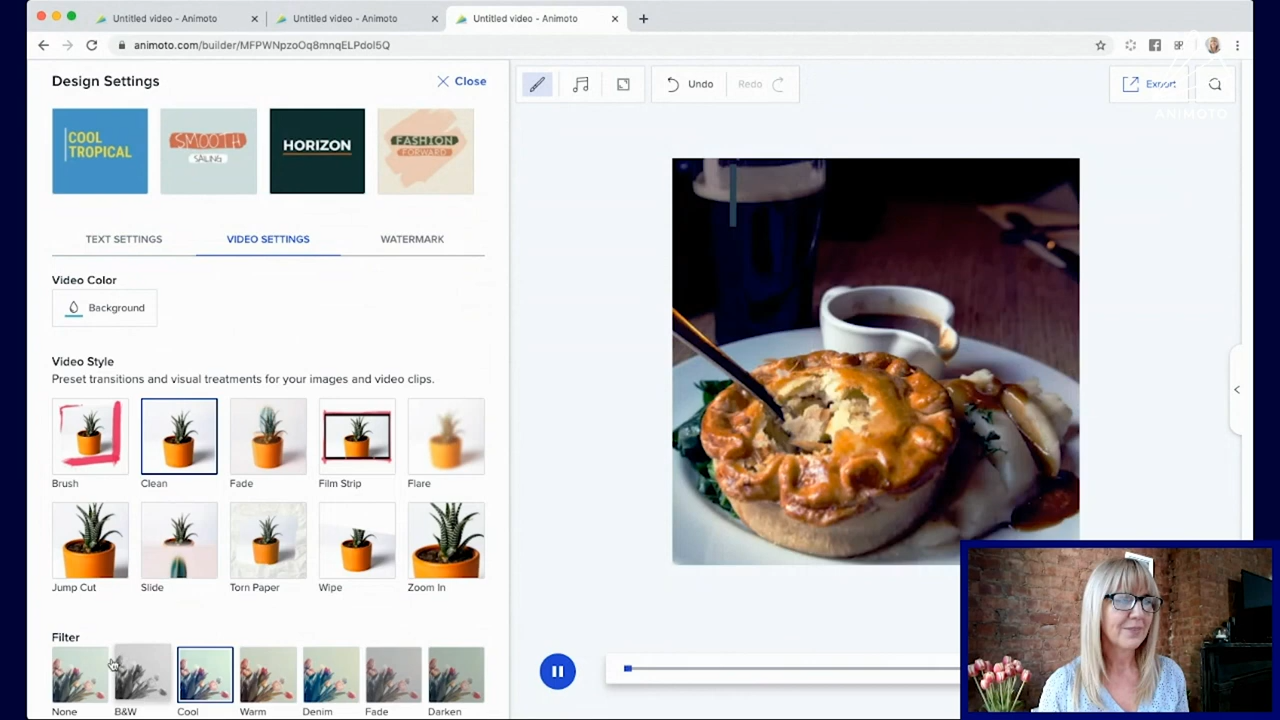 Untitled video - Animoto
Untitled video - Animoto
Untitled video - Animoto
animoto.com/builder/MFPWNpzoOq8mnqELPdol5Q
Design Settings
Close
Undo
Redo
Export
ANIMOTO
COOL
TROPICAL
SMOOTH
SAILING
HORIZON
FASHION
FORWARD
TEXT SETTINGS
VIDEO SETTINGS
WATERMARK
Video Color
Background
Video Style
Preset transitions and visual treatments for your images and video clips.
Brush
Clean
Fade
Film Strip
Flare
Jump Cut
Slide
Torn Paper
Wipe
Zoom In
Filter
None
B&W
Cool
Warm
Denim
Fade
Darken